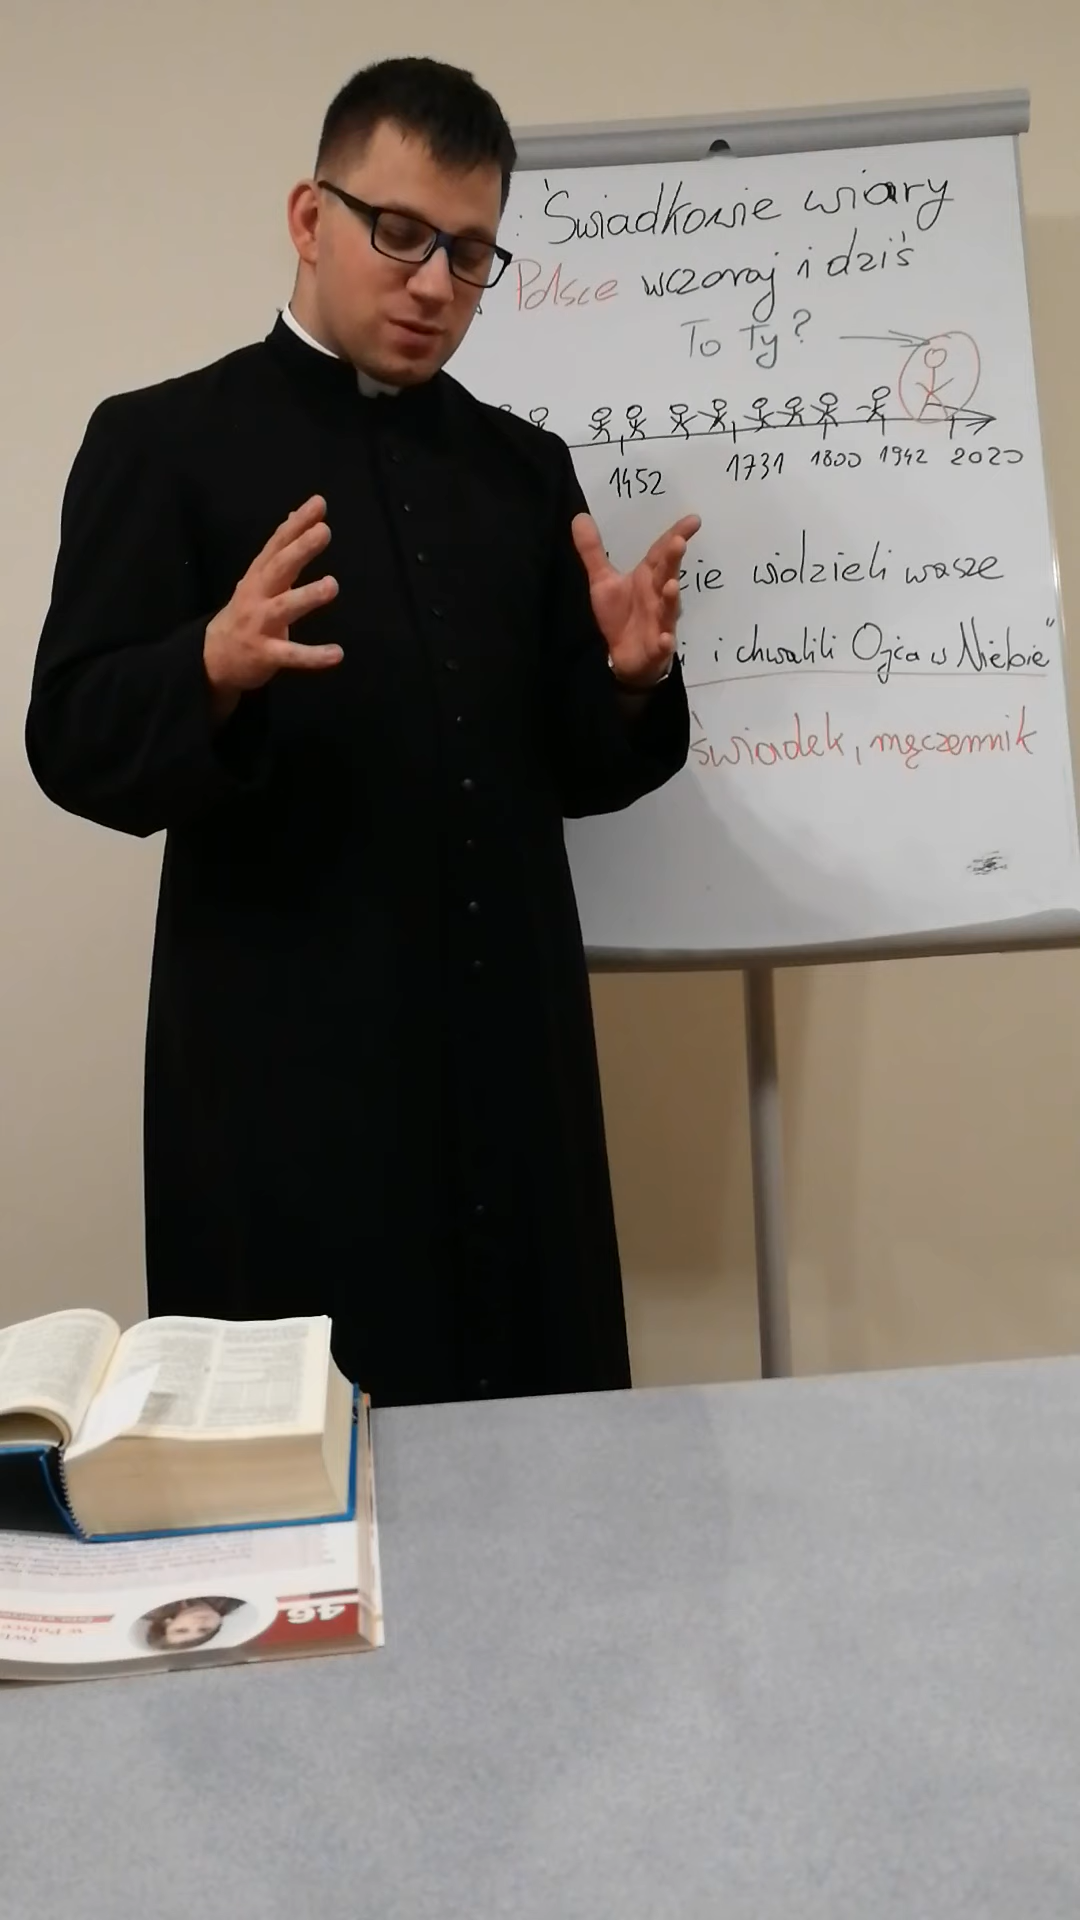 : Świadkowie wiary
Polsce wczoraj i dziś
To Ty?
1452 1731 1800 1942 2020
widzieli wasze
i chwalili Ojca w Niebie"
świadek, męczennik
46
w Polsce